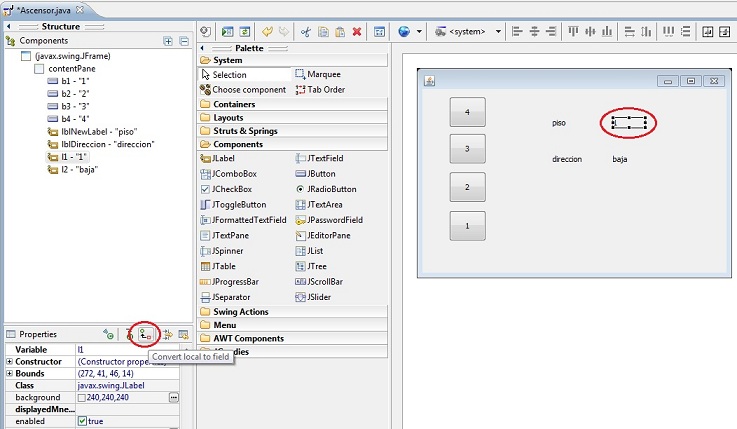 *Ascensor.java
Structure
Components
(javax.swing.JFrame)
contentPane
b1 - "1"
b2 - "2"
b3 - "3"
b4 - "4"
lblNewLabel - "piso"
lblDireccion - "direccion"
l1 - "1"
l2 - "baja"
Properties
Convert local to field
Variable l1
Constructor (Constructor prope
Bounds (272, 41, 46, 14)
Class javax.swing.JLabel
background 240,240,240 ...
displayedMne...
enabled true
<system>
Palette
System
Selection Marquee
Choose component Tab Order
Containers
Layouts
Struts & Springs
Components
JLabel JTextField
JComboBox JButton
JCheckBox JRadioButton
JToggleButton JTextArea
JFormattedTextField JPasswordField
JTextPane JEditorPane
JSpinner JList
JTable JTree
JProgressBar JScrollBar
JSeparator JSlider
Swing Actions
Menu
AWT Components
4
piso
3
direccion baja
2
1